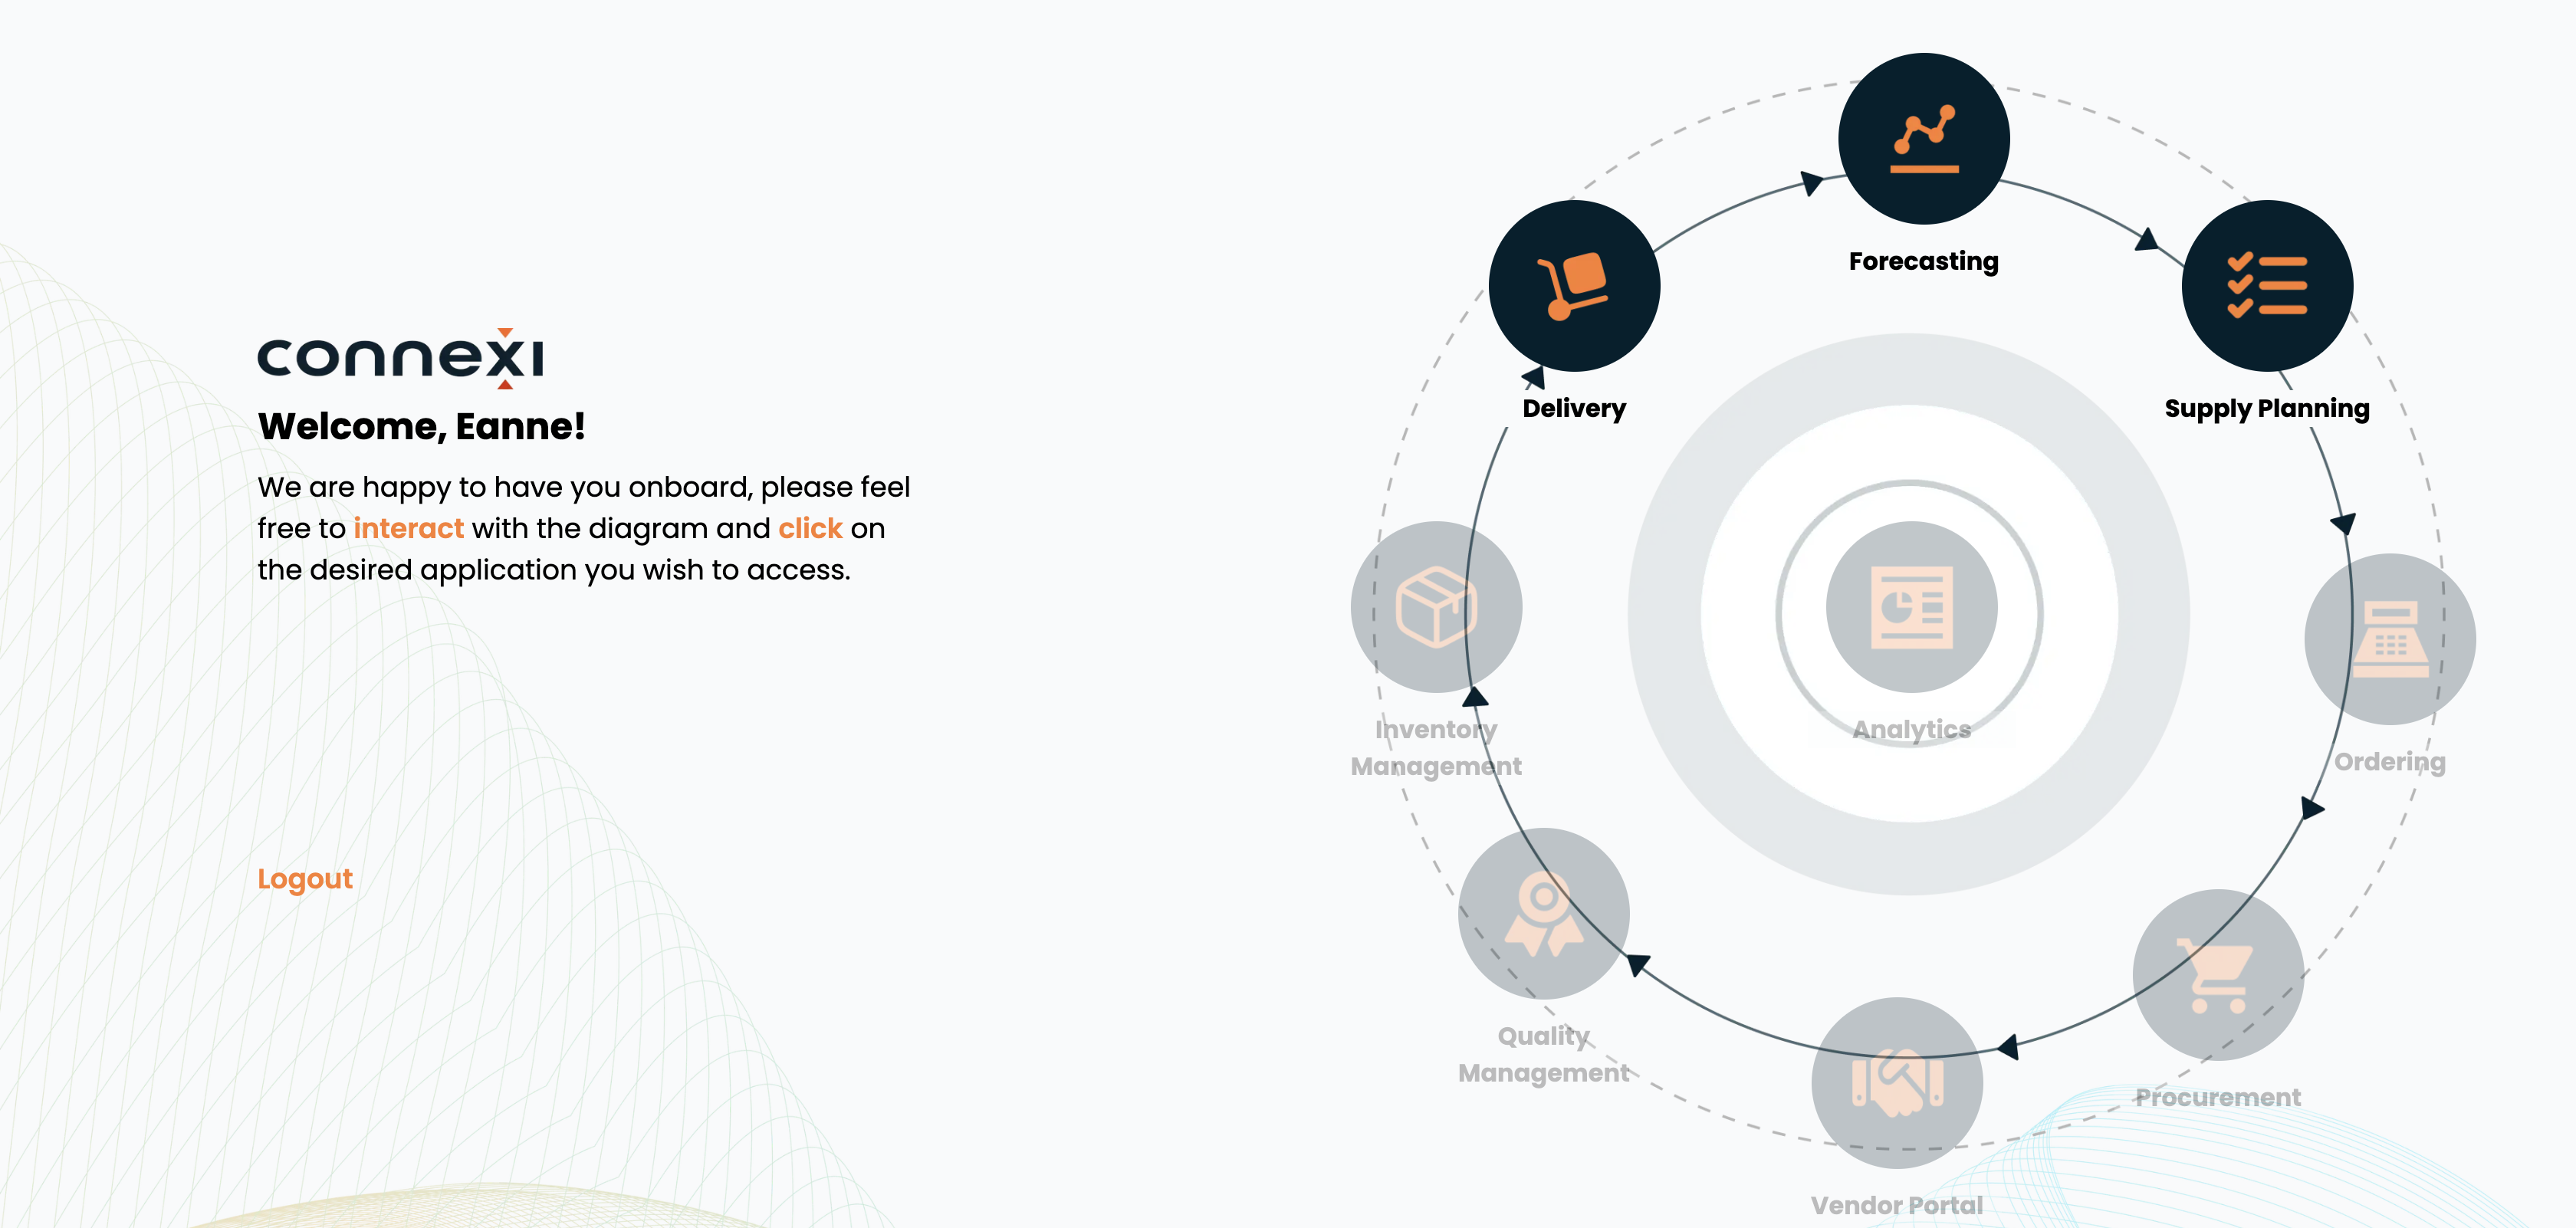 connexi
Welcome, Eanne!
We are happy to have you onboard, please feel
free to interact with the diagram and click on
the desired application you wish to access.
Logout
Forecasting
Delivery
Supply Planning
Inventory
Management
Analytics
Ordering
Quality
Management
Procurement
Vendor Portal